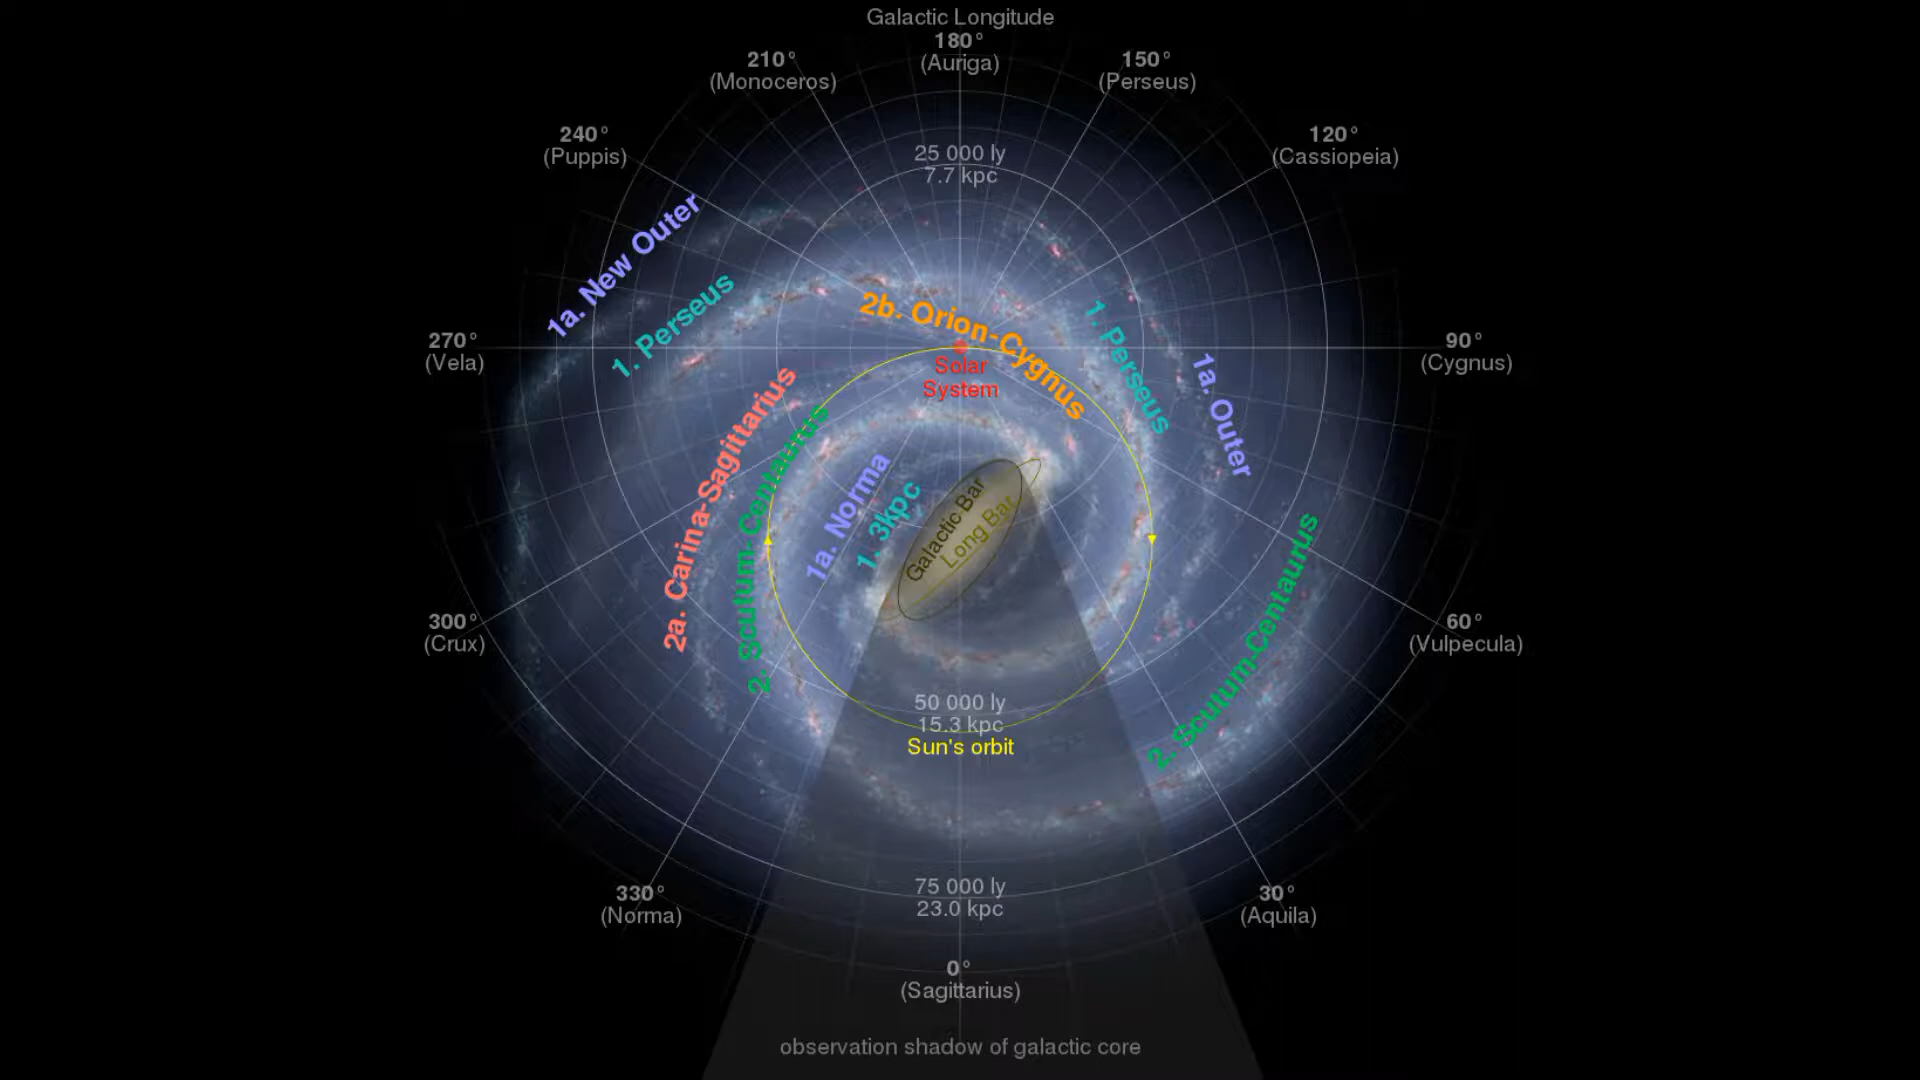 Galactic Longitude
180°
(Auriga)
210°
(Monoceros)
150°
(Perseus)
240°
(Puppis)
120°
(Cassiopeia)
25 000 ly
7.7 kpc
1a. New Outer
1. Perseus
2b. Orion-Cygnus
1. Perseus
270°
(Vela)
90°
(Cygnus)
Solar
System
1a. Outer
2a. Carina-Sagittarius
2. Scutum-Centaurus
1a. Norma
1. 3kpc
Galactic Bar
Long Bar
2. Scutum-Centaurus
300°
(Crux)
60°
(Vulpecula)
50 000 ly
15.3 kpc
Sun's orbit
75 000 ly
23.0 kpc
330°
(Norma)
30°
(Aquila)
0°
(Sagittarius)
observation shadow of galactic core